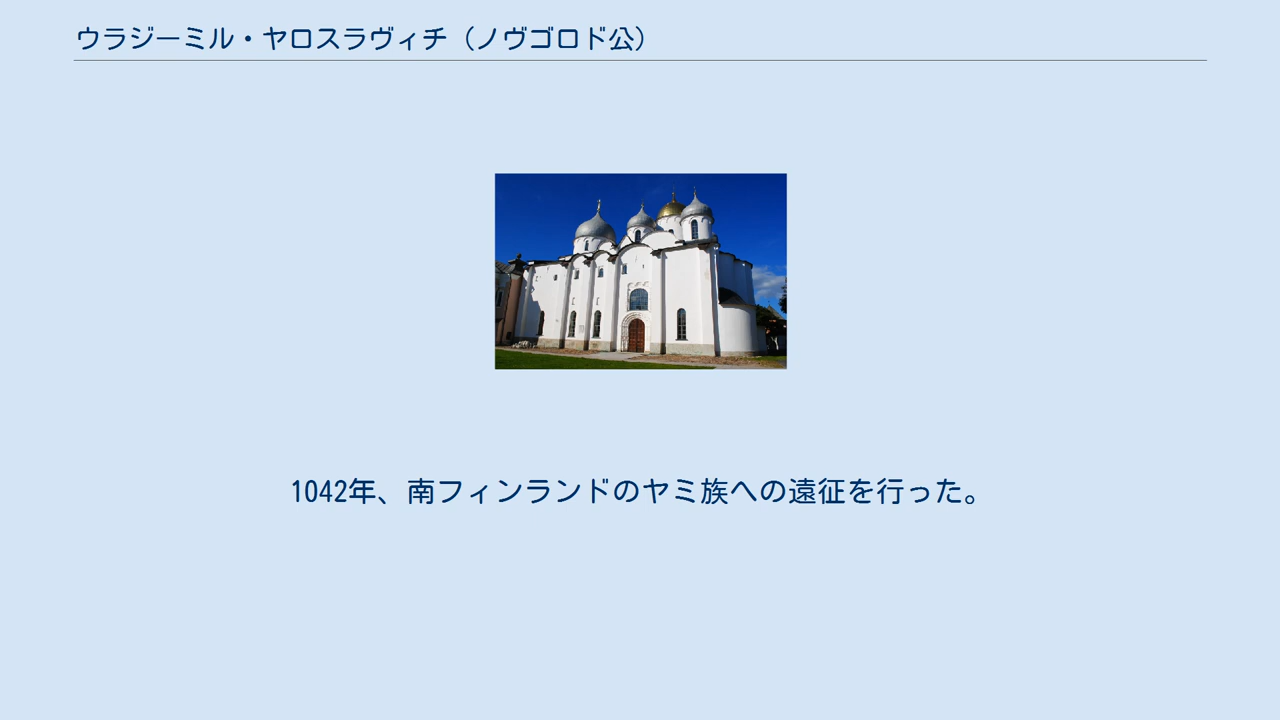 ウラジーミル・ヤロスラヴィチ（ノヴゴロド公）
1042年、南フィンランドのヤミ族への遠征を行った。